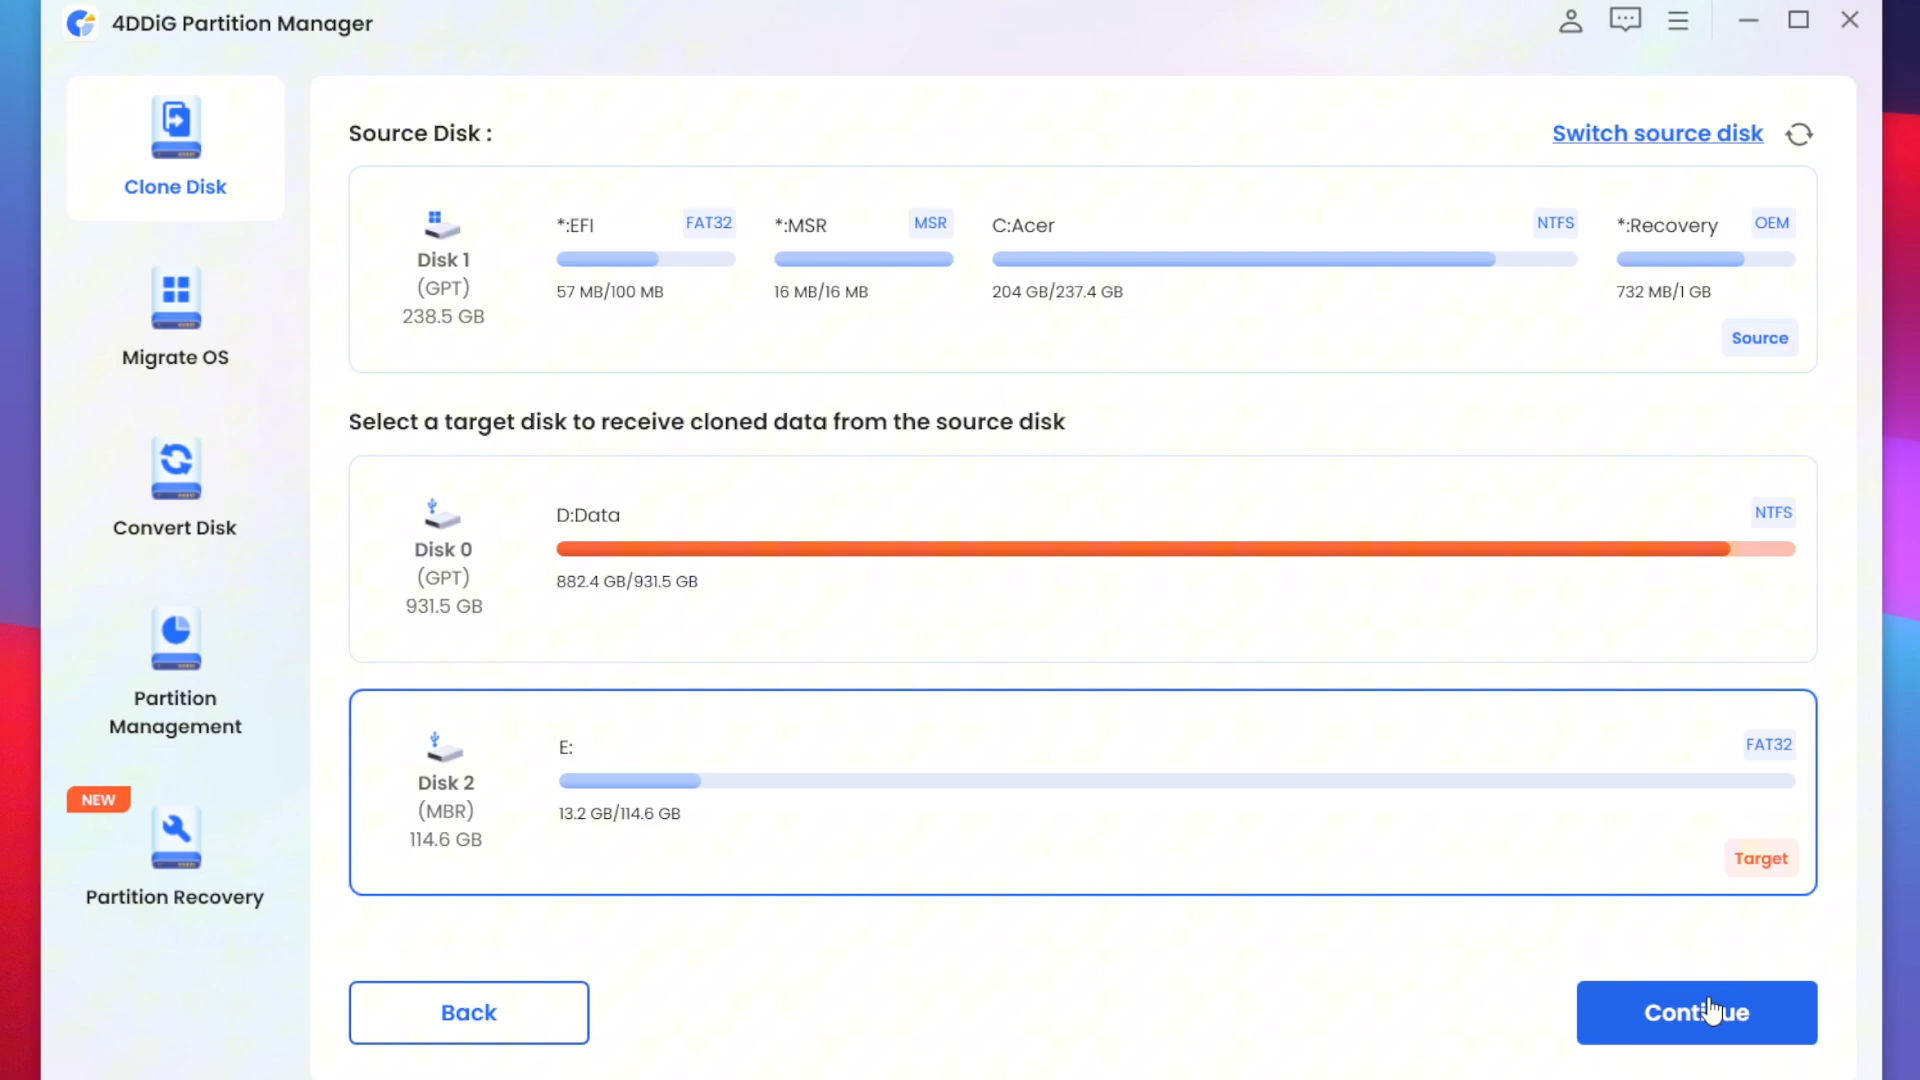 4DDiG Partition Manager
Clone Disk
Migrate OS
Convert Disk
Partition
Management
NEW
Partition Recovery
Source Disk :
Switch source disk
Disk 1
(GPT)
238.5 GB
*:EFI FAT32
57 MB/100 MB
*:MSR MSR
16 MB/16 MB
C:Acer NTFS
204 GB/237.4 GB
*:Recovery OEM
732 MB/1 GB
Source
Select a target disk to receive cloned data from the source disk
Disk 0
(GPT)
931.5 GB
D:Data NTFS
882.4 GB/931.5 GB
Disk 2
(MBR)
114.6 GB
E: FAT32
13.2 GB/114.6 GB
Target
Back
Continue